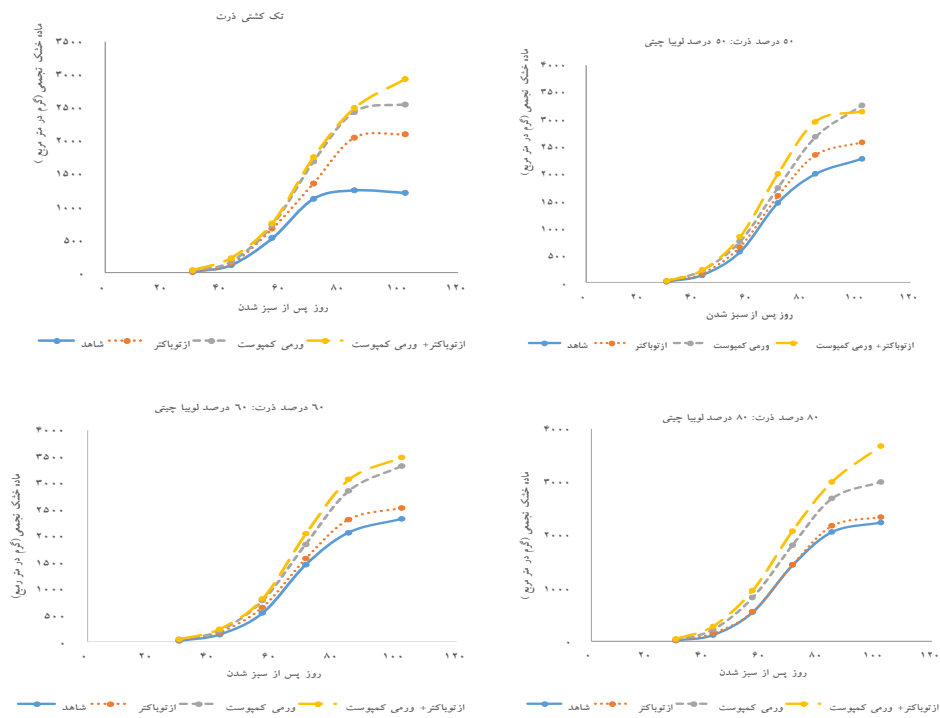 تک کشتی ذرت
ماده خشک تجمعی (گرم در متر مربع )
۳۵۰۰
۳۰۰۰
۲۵۰۰
۲۰۰۰
۱۵۰۰
۱۰۰۰
۵۰۰
۰
۰ ۲۰ ۴۰ ۶۰ ۸۰ ۱۰۰ ۱۲۰
روز پس از سبز شدن
شاهد ازتوباکتر ورمی کمپوست ازتوباکتر+ ورمی کمپوست
۵۰ درصد ذرت: ۵۰ درصد لوبیا چیتی
ماده خشک تجمعی (گرم در متر مربع)
۴۰۰۰
۳۵۰۰
۳۰۰۰
۲۵۰۰
۲۰۰۰
۱۵۰۰
۱۰۰۰
۵۰۰
۰
۰ ۲۰ ۴۰ ۶۰ ۸۰ ۱۰۰ ۱۲۰
روز پس از سبز شدن
شاهد ازتوباکتر ورمی کمپوست ازتوباکتر+ ورمی کمپوست
۶۰ درصد ذرت: ۶۰ درصد لوبیا چیتی
ماده خشک تجمعی (گرم در متر ربیع)
۴۰۰۰
۳۵۰۰
۳۰۰۰
۲۵۰۰
۲۰۰۰
۱۵۰۰
۱۰۰۰
۵۰۰
۰
۰ ۲۰ ۴۰ ۶۰ ۸۰ ۱۰۰ ۱۲۰
روز پس از سبز شدن
شاهد ازتوباکتر ورمی کمپوست ازتوباکتر+ ورمی کمپوست
۸۰ درصد ذرت: ۸۰ درصد لوبیا چیتی
ماده خشک تجمعی (گرم در متر مربع )
۴۰۰۰
۳۰۰۰
۲۰۰۰
۱۰۰۰
۰
۰ ۲۰ ۴۰ ۶۰ ۸۰ ۱۰۰ ۱۲۰
روز پس از سبز شدن
شاهد ازتوباکتر ورمی کمپوست ازتوباکتر+ ورمی کمپوست